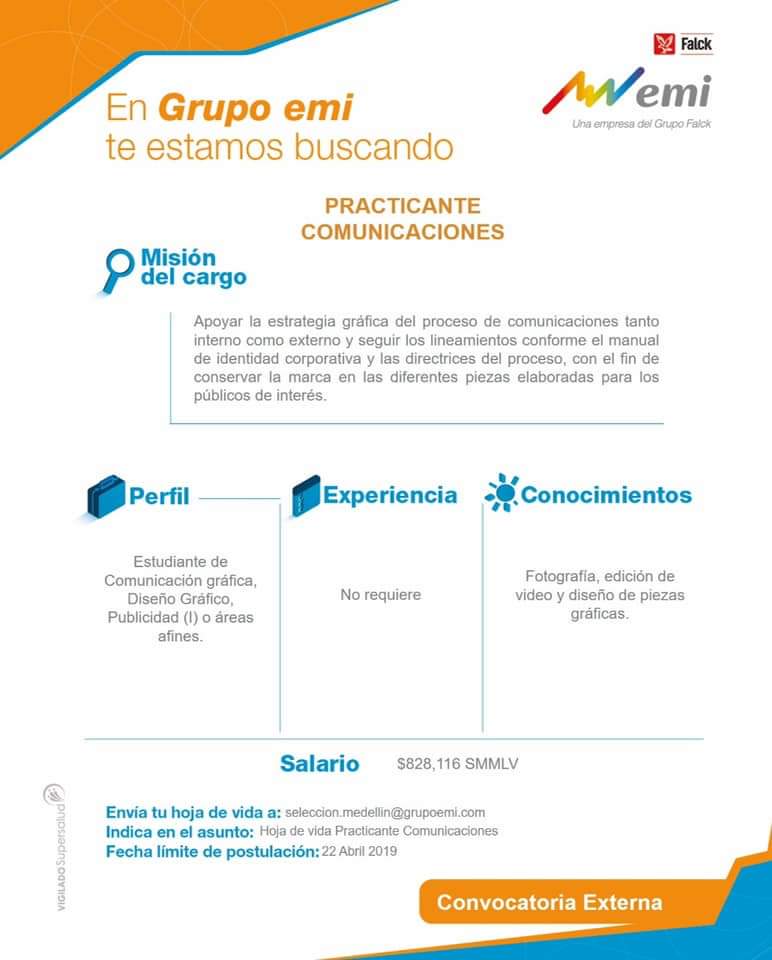 Falck
emi
Una empresa del Grupo Falck
En Grupo emi
te estamos buscando
PRACTICANTE
COMUNICACIONES
Misión
del cargo
Apoyar la estrategia gráfica del proceso de comunicaciones tanto
interno como externo y seguir los lineamientos conforme el manual
de identidad corporativa y las directrices del proceso, con el fin de
conservar la marca en las diferentes piezas elaboradas para los
públicos de interés.
Perfil
Estudiante de
Comunicación gráfica,
Diseño Gráfico,
Publicidad (I) o áreas
afines.
Experiencia
No requiere
Conocimientos
Fotografía, edición de
video y diseño de piezas
gráficas.
Salario $828,116 SMMLV
Envía tu hoja de vida a: seleccion.medellin@grupoemi.com
Indica en el asunto: Hoja de vida Practicante Comunicaciones
Fecha límite de postulación: 22 Abril 2019
VIGILADO Supersalud
Convocatoria Externa